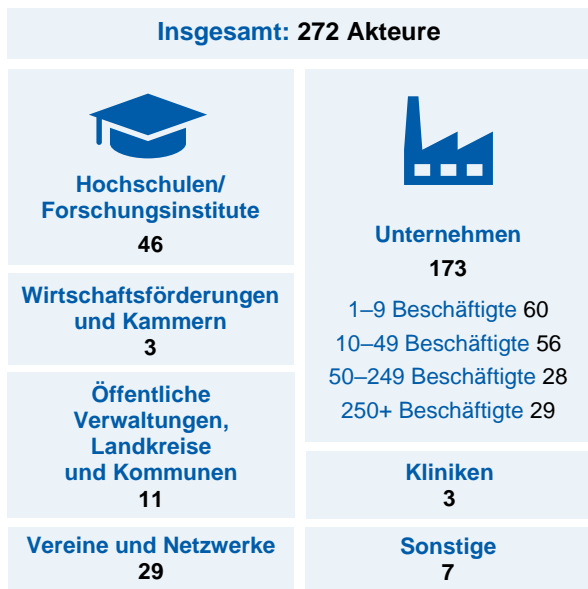 Insgesamt: 272 Akteure
Hochschulen/
Forschungsinstitute
46
Wirtschaftsförderungen
und Kammern
3
Öffentliche
Verwaltungen,
Landkreise
und Kommunen
11
Vereine und Netzwerke
29
Unternehmen
173
1–9 Beschäftigte 60
10–49 Beschäftigte 56
50–249 Beschäftigte 28
250+ Beschäftigte 29
Kliniken
3
Sonstige
7